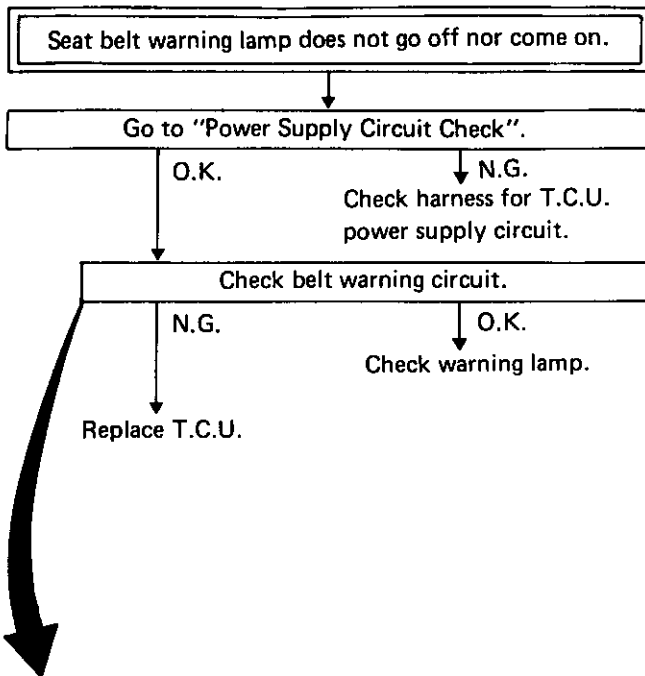 Seat belt warning lamp does not go off nor come on.
Go to "Power Supply Circuit Check".
O.K.
N.G.
Check harness for T.C.U.
power supply circuit.
Check belt warning circuit.
N.G.
O.K.
Check warning lamp.
Replace T.C.U.